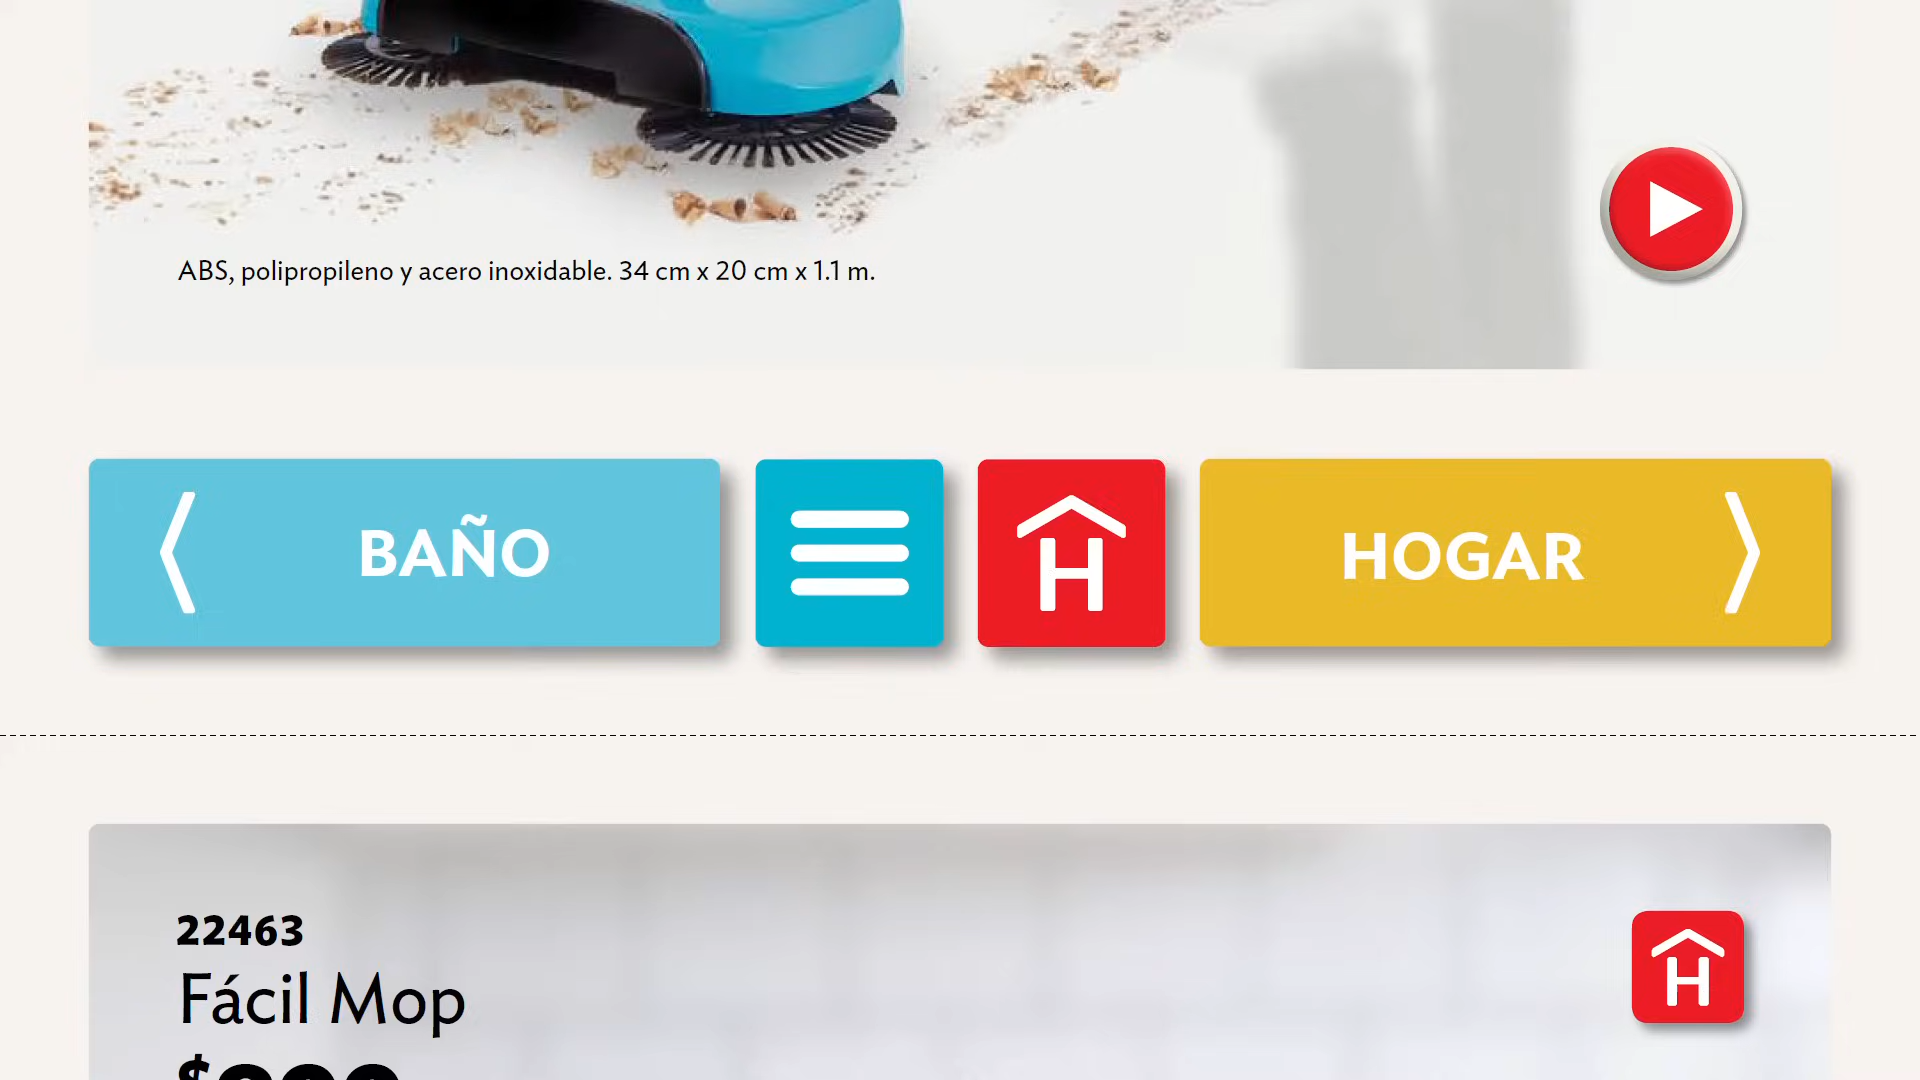 ABS, polipropileno y acero inoxidable. 34 cm x 20 cm x 1.1 m.
BAÑO
H
HOGAR
22463
H
Fácil Mop
$